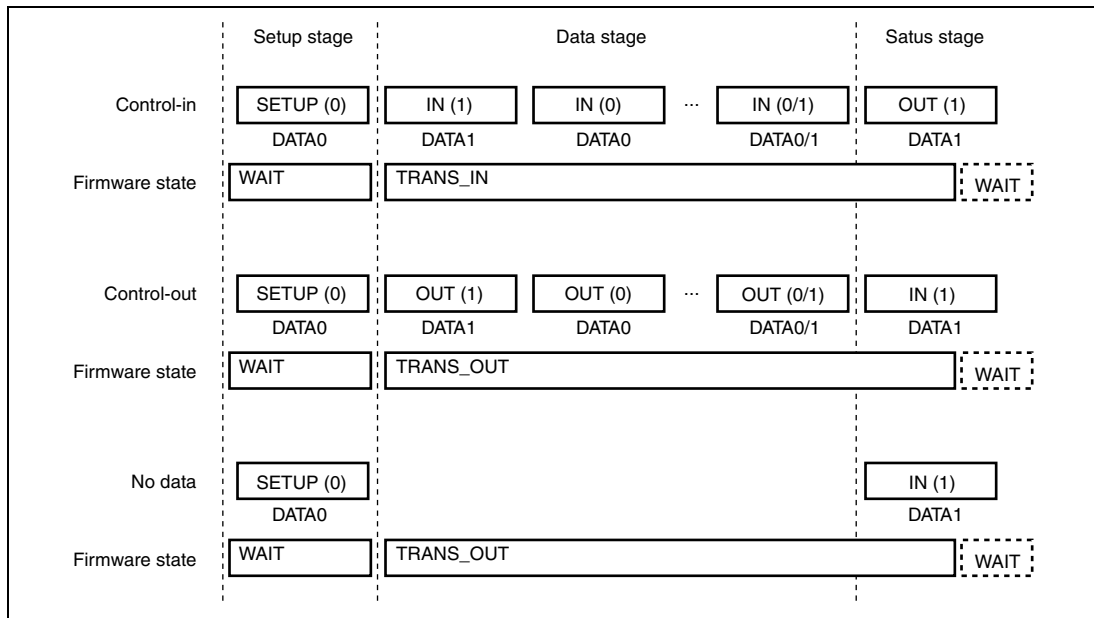 Setup stage Data stage Satus stage
Control-in SETUP (0) IN (1) IN (0) ... IN (0/1) OUT (1)
DATA0 DATA1 DATA0 DATA0/1 DATA1
Firmware state WAIT TRANS_IN WAIT
Control-out SETUP (0) OUT (1) OUT (0) ... OUT (0/1) IN (1)
DATA0 DATA1 DATA0 DATA0/1 DATA1
Firmware state WAIT TRANS_OUT WAIT
No data SETUP (0) IN (1)
DATA0 DATA1
Firmware state WAIT TRANS_OUT WAIT